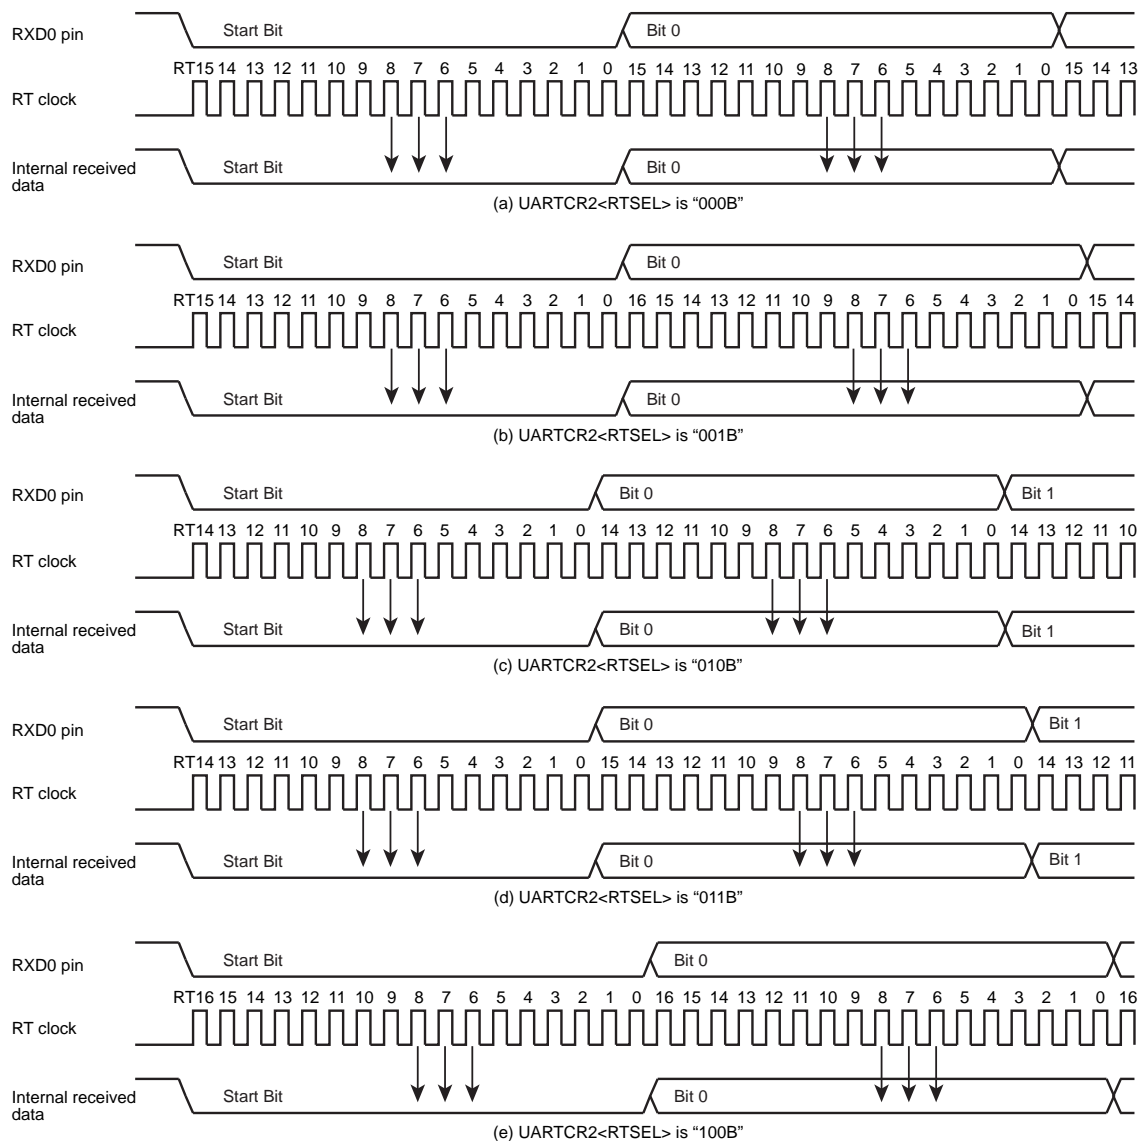 RXD0 pin
Start Bit
Bit 0
RT15 14 13 12 11 10 9 8 7 6 5 4 3 2 1 0 15 14 13 12 11 10 9 8 7 6 5 4 3 2 1 0 15 14 13
RT clock
Internal received
data
Start Bit
Bit 0
(a) UARTCR2<RTSEL> is “000B”
RXD0 pin
Start Bit
Bit 0
RT15 14 13 12 11 10 9 8 7 6 5 4 3 2 1 0 16 15 14 13 12 11 10 9 8 7 6 5 4 3 2 1 0 15 14
RT clock
Internal received
data
Start Bit
Bit 0
(b) UARTCR2<RTSEL> is “001B”
RXD0 pin
Start Bit
Bit 0
Bit 1
RT14 13 12 11 10 9 8 7 6 5 4 3 2 1 0 14 13 12 11 10 9 8 7 6 5 4 3 2 1 0 14 13 12 11 10
RT clock
Internal received
data
Start Bit
Bit 0
Bit 1
(c) UARTCR2<RTSEL> is “010B”
RXD0 pin
Start Bit
Bit 0
Bit 1
RT14 13 12 11 10 9 8 7 6 5 4 3 2 1 0 15 14 13 12 11 10 9 8 7 6 5 4 3 2 1 0 14 13 12 11
RT clock
Internal received
data
Start Bit
Bit 0
Bit 1
(d) UARTCR2<RTSEL> is “011B”
RXD0 pin
Start Bit
Bit 0
RT16 15 14 13 12 11 10 9 8 7 6 5 4 3 2 1 0 16 15 14 13 12 11 10 9 8 7 6 5 4 3 2 1 0 16
RT clock
Internal received
data
Start Bit
Bit 0
(e) UARTCR2<RTSEL> is “100B”